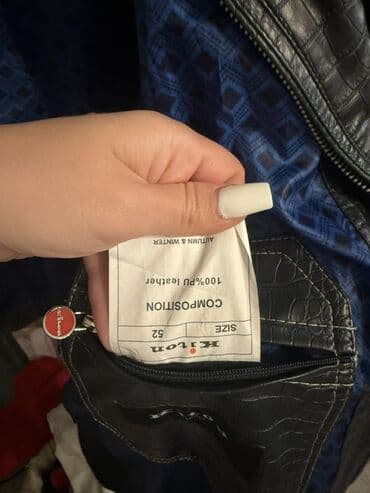 Kiton
SIZE 52
COMPOSITION
100%PU leather
AUTUMN & WINTER